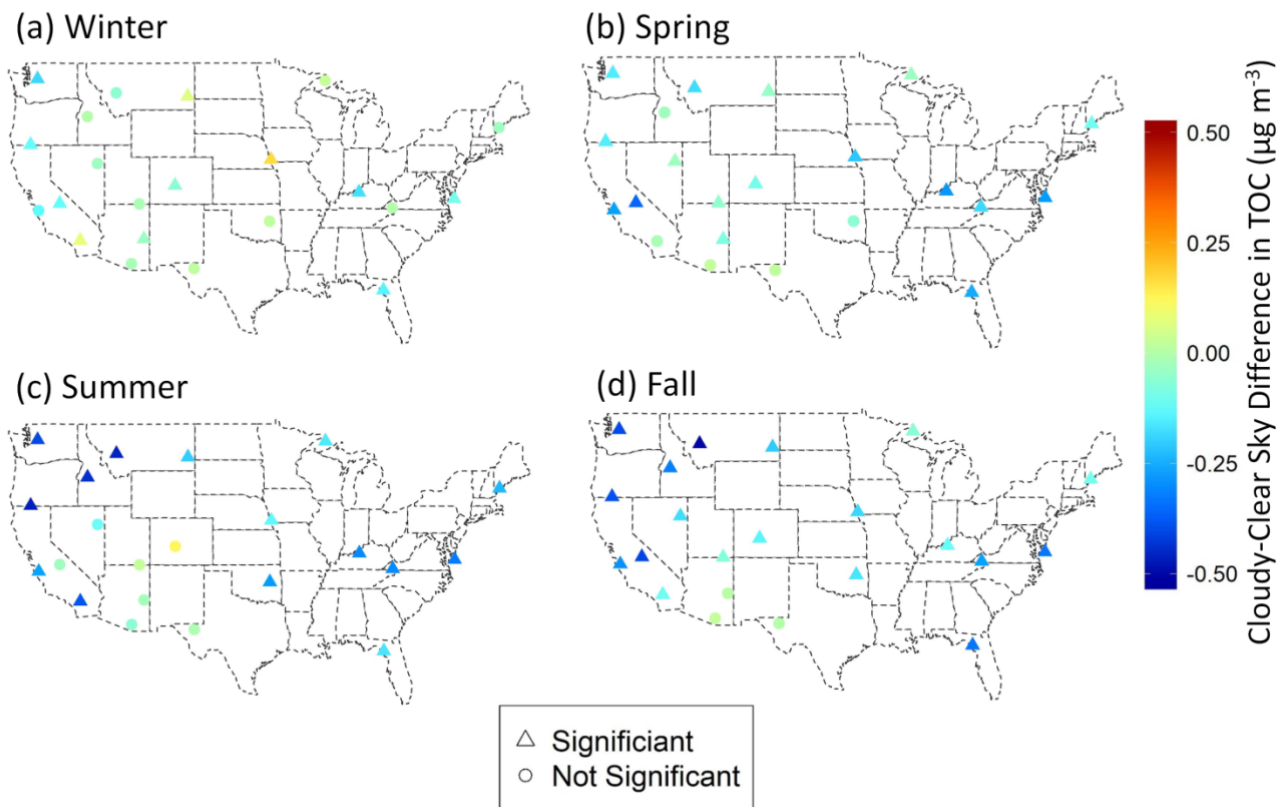 (a) Winter
(b) Spring
(c) Summer
(d) Fall
0.50
0.25
0.00
-0.25
-0.50
Cloudy-Clear Sky Difference in TOC (μg m⁻³)
Significiant
Not Significant